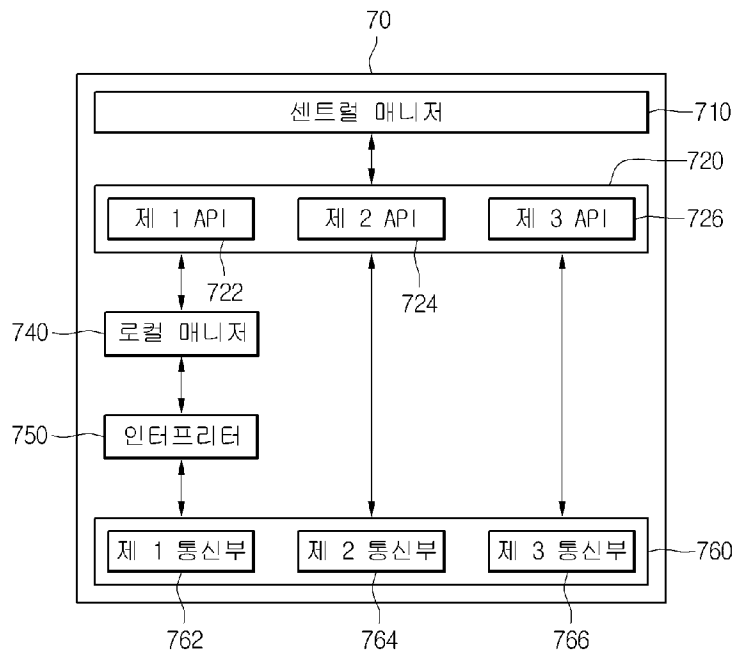 70
센트럴 매니저
710
720
제 1 API
제 2 API
제 3 API
726
722
724
740
로컬 매니저
750
인터프리터
제 1 통신부
제 2 통신부
제 3 통신부
760
762
764
766